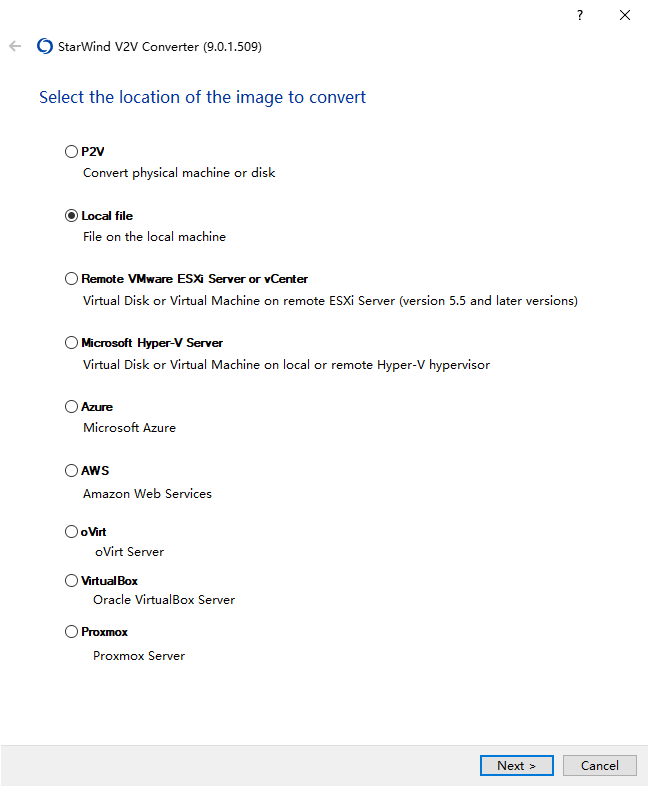 ?
StarWind V2V Converter (9.0.1.509)
Select the location of the image to convert
P2V
Convert physical machine or disk
Local file
File on the local machine
Remote VMware ESXi Server or vCenter
Virtual Disk or Virtual Machine on remote ESXi Server (version 5.5 and later versions)
Microsoft Hyper-V Server
Virtual Disk or Virtual Machine on local or remote Hyper-V hypervisor
Azure
Microsoft Azure
AWS
Amazon Web Services
oVirt
oVirt Server
VirtualBox
Oracle VirtualBox Server
Proxmox
Proxmox Server
Next > Cancel